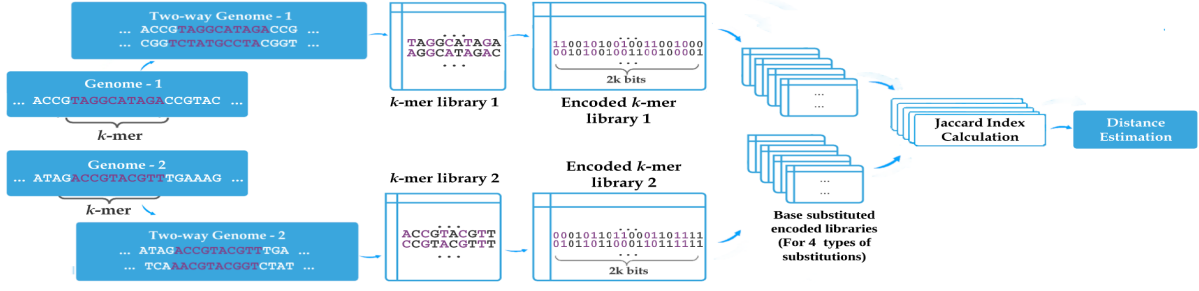 Two-way Genome - 1
... ACCGTAGGCATAGACCG ...
... CGGTCTATGCCTACGGT ...
Genome - 1
... ACCGTAGGCATAGACCGTAC ...
k-mer
...
TAGGCATAGA
AGGCATAGAC
...
k-mer library 1
...
11001010010011001000
00101001001100100001
...
2k bits
Encoded k-mer
library 1
...
...
Jaccard Index
Calculation
Distance
Estimation
Genome - 2
... ATAGACCGTACGTTTGAAAG ...
k-mer
Two-way Genome - 2
... ATAGACCGTACGTTTGA ...
... TCAAACGTACGGTCTAT ...
k-mer library 2
...
ACCGTACGTT
CCGTACGTTT
...
Encoded k-mer
library 2
...
00010110110001101111
01011011000110111111
...
2k bits
...
...
Base substituted
encoded libraries
(For 4 types of
substitutions)